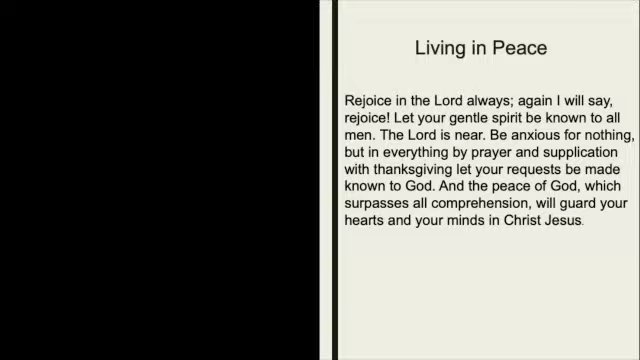 Living in Peace
Rejoice in the Lord always; again I will say,
rejoice! Let your gentle spirit be known to all
men. The Lord is near. Be anxious for nothing,
but in everything by prayer and supplication
with thanksgiving let your requests be made
known to God. And the peace of God, which
surpasses all comprehension, will guard your
hearts and your minds in Christ Jesus.